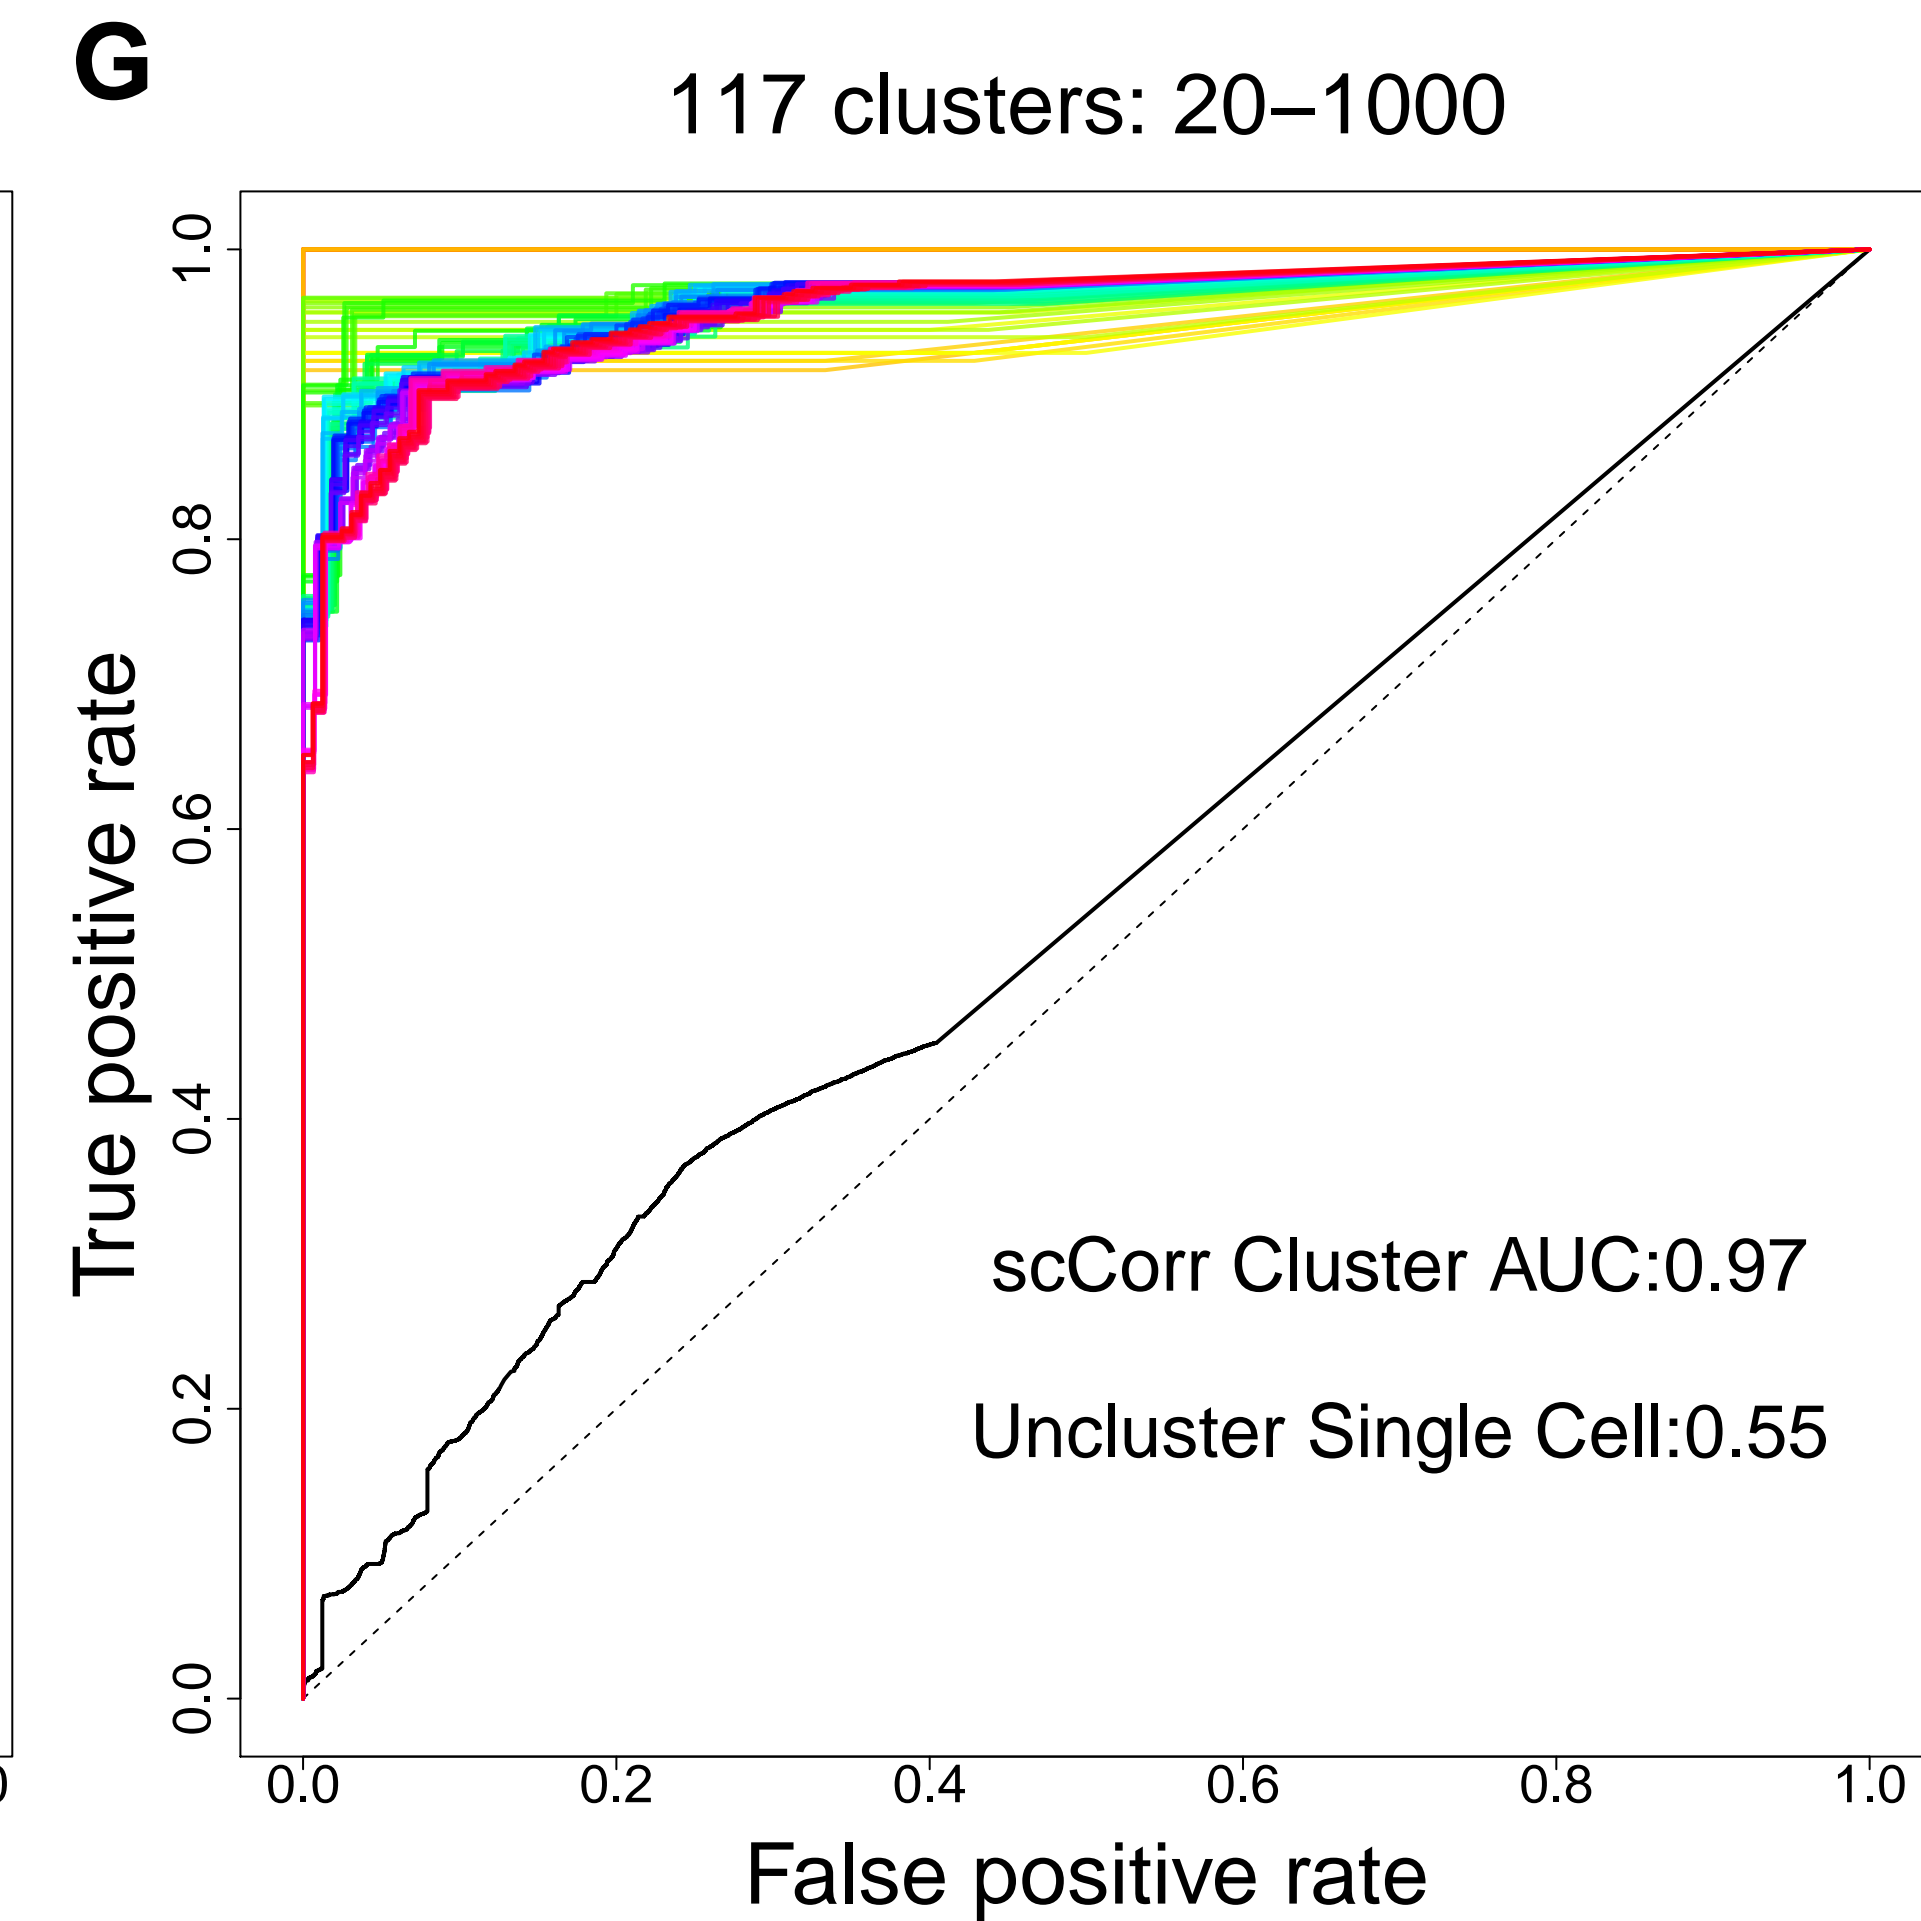 G
117 clusters: 20–1000
True positive rate
1.0
0.8
0.6
0.4
0.2
0.0
scCorr Cluster AUC:0.97
Uncluster Single Cell:0.55
0.0 0.2 0.4 0.6 0.8 1.0
False positive rate